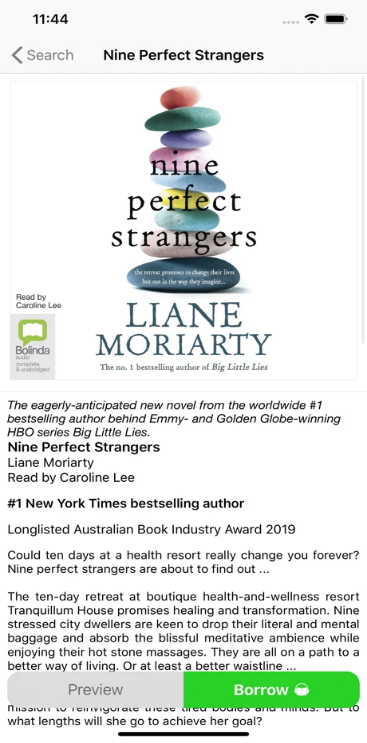 11:44
Search
Nine Perfect Strangers
nine
perfect
strangers
the retreat promises to change their lives
but not in the way they imagine...
Read by
Caroline Lee
Bolinda
audio
complete
& unabridged
LIANE
MORIARTY
The no. 1 bestselling author of Big Little Lies
The eagerly-anticipated new novel from the worldwide #1
bestselling author behind Emmy- and Golden Globe-winning
HBO series Big Little Lies.
Nine Perfect Strangers
Liane Moriarty
Read by Caroline Lee
#1 New York Times bestselling author
Longlisted Australian Book Industry Award 2019
Could ten days at a health resort really change you forever?
Nine perfect strangers are about to find out ...
The ten-day retreat at boutique health-and-wellness resort
Tranquillum House promises healing and transformation. Nine
stressed city dwellers are keen to drop their literal and mental
baggage and absorb the blissful meditative ambience while
enjoying their hot stone massages. They are all on a path to a
better way of living. Or at least a better waistline ...
Preview
Borrow
mission to reinvigorate these tired bodies and minds. But to
what lengths will she go to achieve her goal?